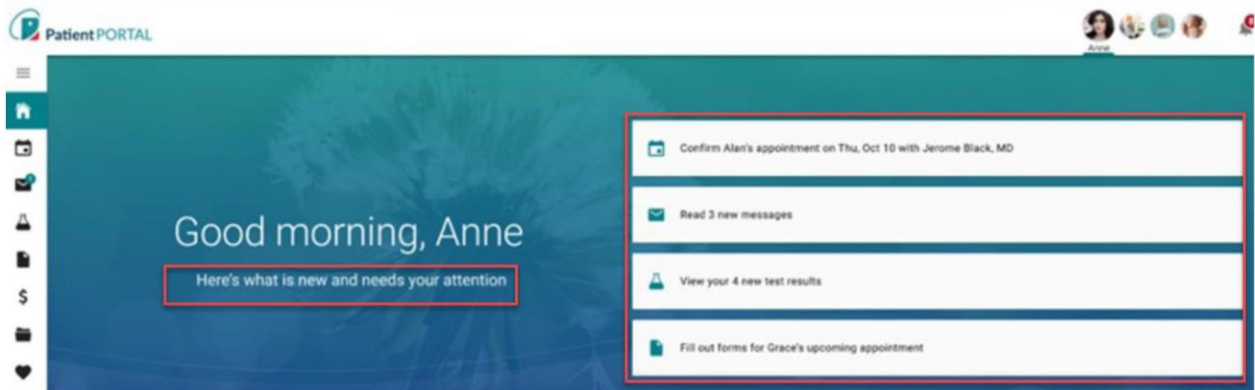 Patient PORTAL
Anne
Good morning, Anne
Here's what is new and needs your attention
Confirm Alan's appointment on Thu, Oct 10 with Jerome Black, MD
Read 3 new messages
View your 4 new test results
Fill out forms for Grace's upcoming appointment
$